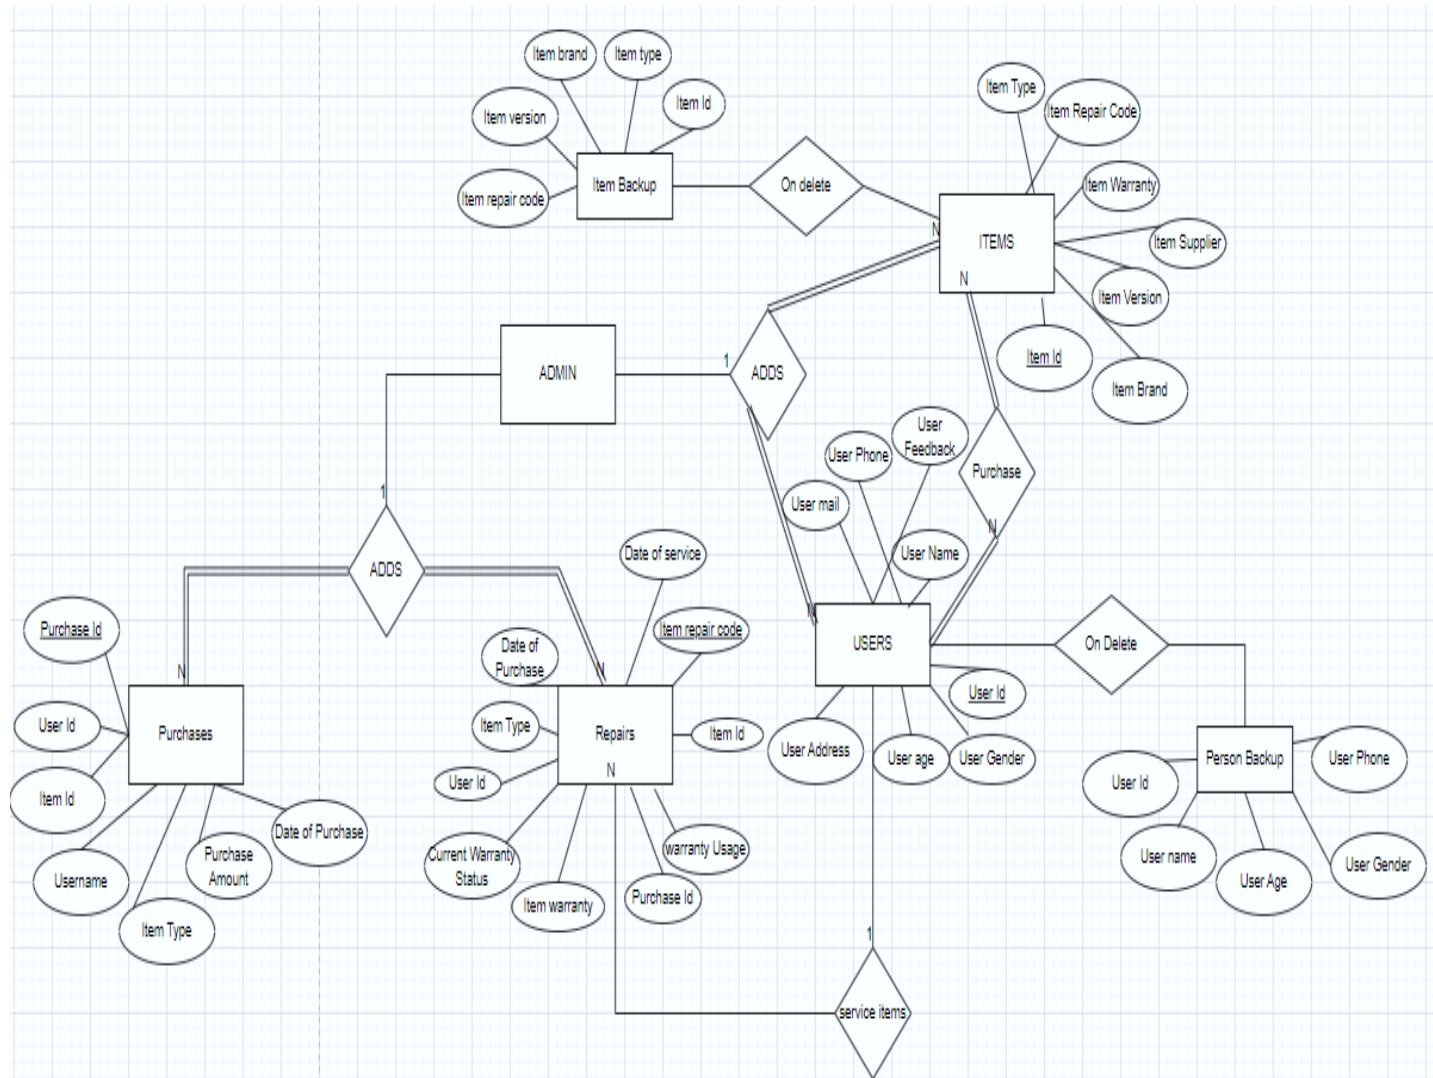 Item brand
Item type
Item Id
Item version
Item repair code
Item Backup
On delete
Item Type
Item Repair Code
Item Warranty
Item Supplier
Item Version
Item Brand
Item Id
ITEMS
N
N
ADMIN
1
ADDS
User Feedback
User Phone
User mail
User Name
Purchase
N
1
ADDS
Date of service
Item repair code
Date of Purchase
N
N
N
USERS
User Id
On Delete
Purchase Id
User Id
Item Id
Purchases
Username
Item Type
Purchase Amount
Date of Purchase
Item Type
User Id
Repairs
N
Item Id
Current Warranty Status
Item warranty
Purchase Id
warranty Usage
User Address
User age
User Gender
Person Backup
User Phone
User Id
User name
User Age
User Gender
1
service items